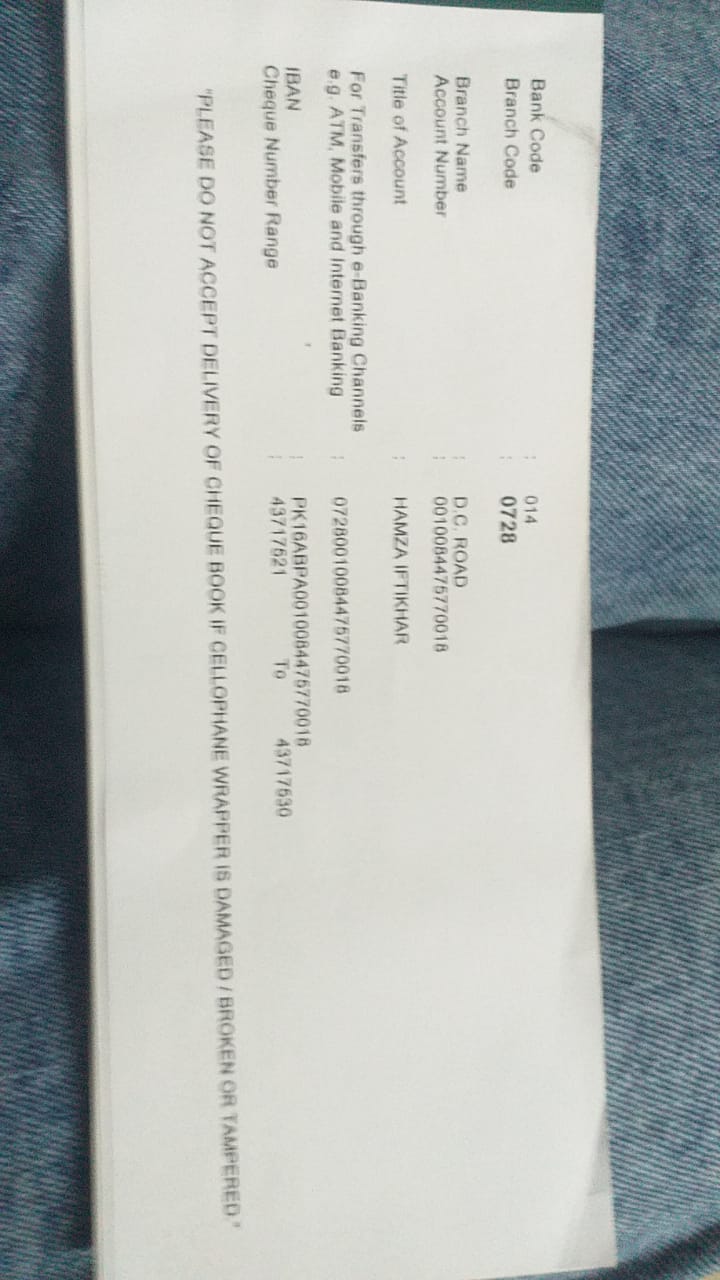 Bank Code : 014
Branch Code : 0728
Branch Name : D.C. ROAD
Account Number : 0010084475770018
Title of Account : HAMZA IFTIKHAR
For Transfers through e-Banking Channels
e.g. ATM, Mobile and Internet Banking : 07280010084475770018
IBAN : PK16ABPA0010084475770018
Cheque Number Range : 43717521 To 43717530
"PLEASE DO NOT ACCEPT DELIVERY OF CHEQUE BOOK IF CELLOPHANE WRAPPER IS DAMAGED / BROKEN OR TAMPERED."